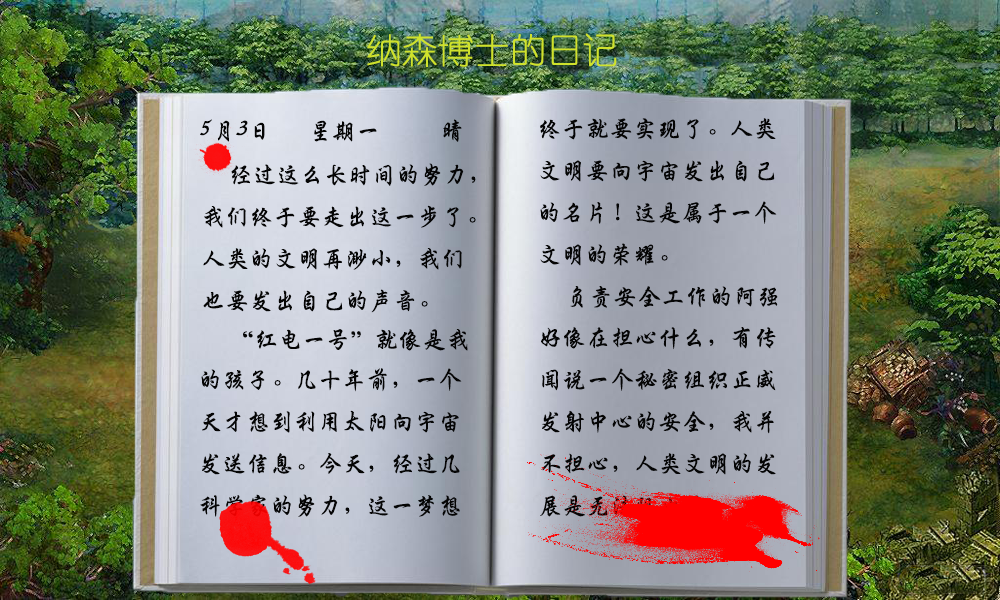 纳森博士的日记
5月3日 星期一 晴
经过这么长时间的努力，
我们终于要走出这一步了。
人类的文明再渺小，我们
也要发出自己的声音。
“红电一号”就像是我
的孩子。几十年前，一个
天才想到利用太阳向宇宙
发送信息。今天，经过几
科学家的努力，这一梦想
终于就要实现了。人类
文明要向宇宙发出自己
的名片！这是属于一个
文明的荣耀。
负责安全工作的阿强
好像在担心什么，有传
闻说一个秘密组织正威
发射中心的安全，我并
不担心，人类文明的发
展是无法